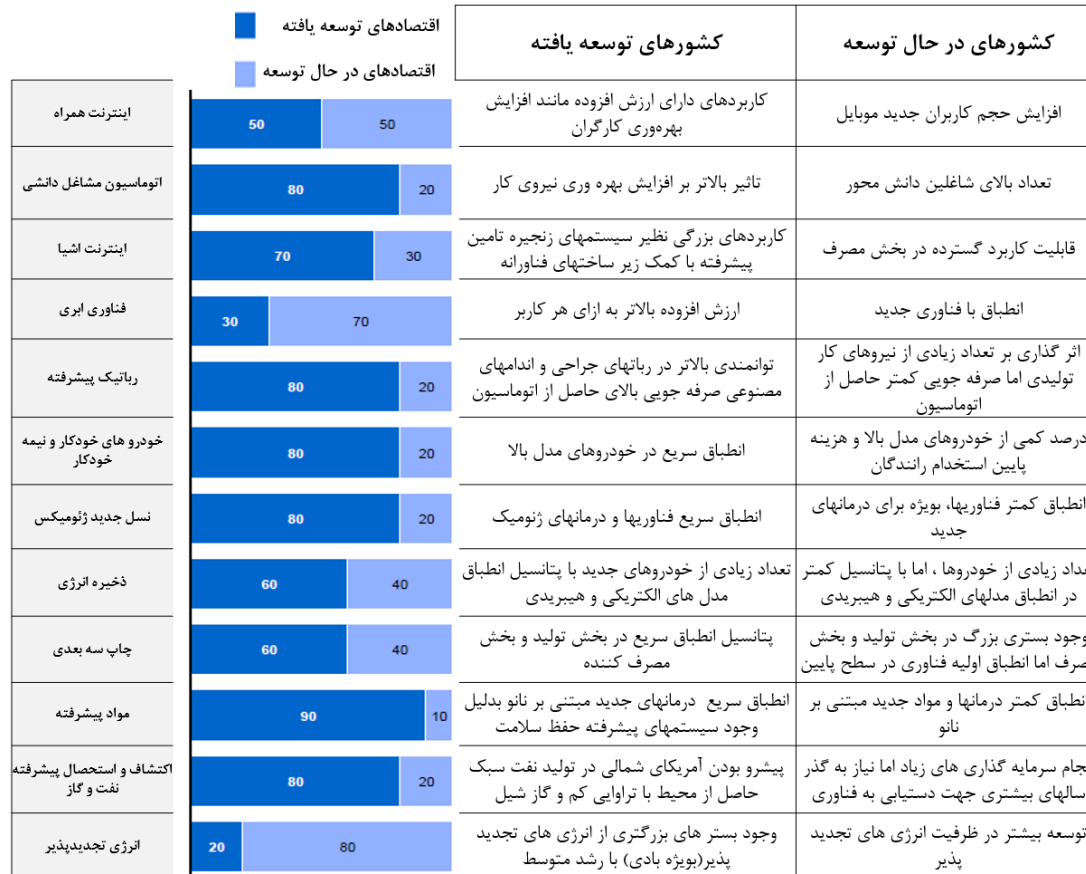 اقتصادهای توسعه یافته
اقتصادهای در حال توسعه
کشورهای توسعه یافته
کشورهای در حال توسعه
اینترنت همراه
50
50
کاربردهای دارای ارزش افزوده مانند افزایش
بهره‌وری کارگران
افزایش حجم کاربران جدید موبایل
اتوماسیون مشاغل دانشی
80
20
تاثیر بالاتر بر افزایش بهره وری نیروی کار
تعداد بالای شاغلین دانش محور
اینترنت اشیا
70
30
کاربردهای بزرگی نظیر سیستمهای زنجیره تامین
پیشرفته با کمک زیر ساختهای فناورانه
قابلیت کاربرد گسترده در بخش مصرف
فناوری ابری
30
70
ارزش افزوده بالاتر به ازای هر کاربر
انطباق با فناوری جدید
رباتیک پیشرفته
80
20
توانمندی بالاتر در رباتهای جراحی و اندامهای
مصنوعی صرفه جویی بالای حاصل از اتوماسیون
اثر گذاری بر تعداد زیادی از نیروهای کار
تولیدی اما صرفه جویی کمتر حاصل از
اتوماسیون
خودرو های خودکار و نیمه
خودکار
80
20
انطباق سریع در خودروهای مدل بالا
درصد کمی از خودروهای مدل بالا و هزینه
پایین استخدام رانندگان
نسل جدید ژئومیکس
80
20
انطباق سریع فناوریها و درمانهای ژنومیک
انطباق کمتر فناوریها، بویژه برای درمانهای
جدید
ذخیره انرژی
60
40
تعداد زیادی از خودروهای جدید با پتانسیل انطباق
مدل های الکتریکی و هیبریدی
زیادی از خودروها ، اما با پتانسیل کمتر
در انطباق مدلهای الکتریکی و هیبریدی
چاپ سه بعدی
60
40
پتانسیل انطباق سریع در بخش تولید و بخش
مصرف کننده
وجود بستری بزرگ در بخش تولید و بخش
اما انطباق اولیه فناوری در سطح پایین
مواد پیشرفته
90
10
انطباق سریع درمانهای جدید مبتنی بر نانو بدلیل
وجود سیستمهای پیشرفته حفظ سلامت
انطباق کمتر درمانها و مواد جدید مبتنی بر
نانو
اکتشاف و استحصال پیشرفته
نفت و گاز
80
20
پیشرو بودن آمریکای شمالی در تولید نفت سبک
حاصل از محیط با تراوایی کم و گاز شیل
سرمایه گذاری های زیاد اما نیاز به گذر
سالهای بیشتری جهت دستیابی به فناوری
انرژی تجدیدپذیر
20
80
وجود بستر های بزرگتری از انرژی های تجدید
پذیر(بویژه بادی) با رشد متوسط
توسعه بیشتر در ظرفیت انرژی های تجدید
پذیر